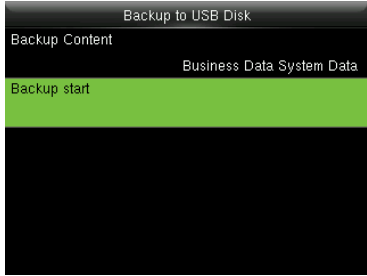 Backup to USB Disk
Backup Content
Business Data System Data
Backup start